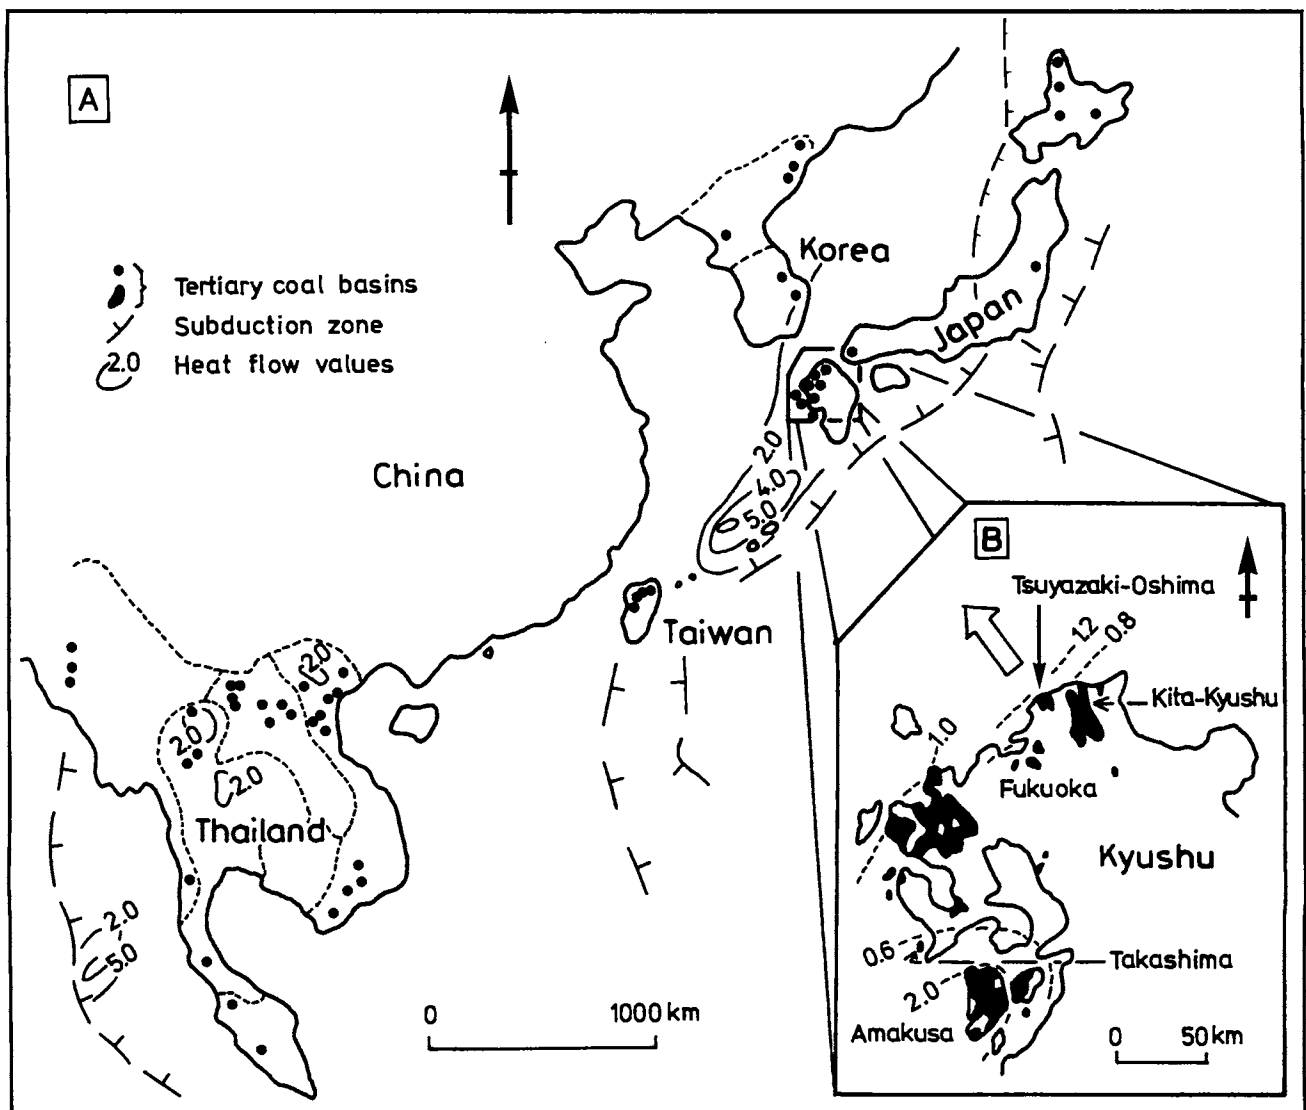 A
Korea
Japan
Tertiary coal basins
Subduction zone
2.0 Heat flow values
2.0
4.0
5.0
China
B
Tsuyazaki-Oshima
12
0.8
Kita-Kyushu
1.0
Fukuoka
Kyushu
0.6
Takashima
2.0
Amakusa
0 50 km
Taiwan
2.0
2.0
2.0
Thailand
2.0
5.0
0 1000 km